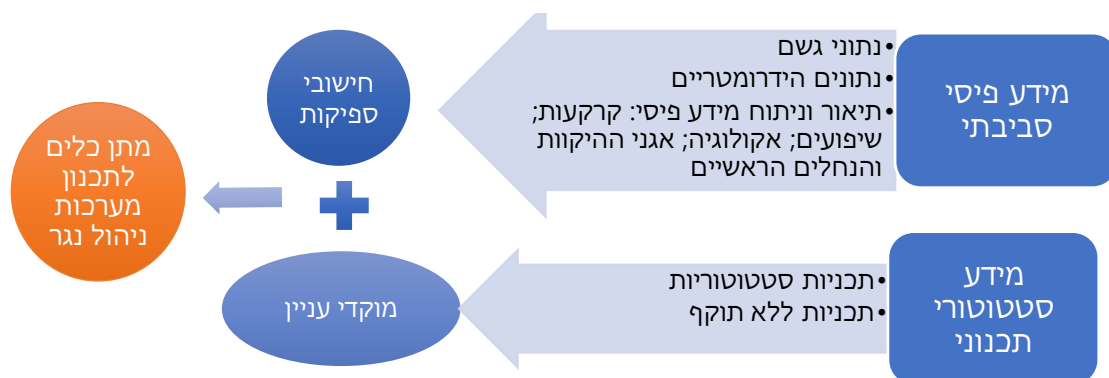 מידע פיסי
סביבתי
•נתוני גשם
•נתונים הידרומטריים
•תיאור וניתוח מידע פיסי: קרקעות;
שיפועים; אקולוגיה; אגני ההיקוות
והנחלים הראשיים
חישובי
ספיקות
מידע
סטטוטורי
תכנוני
•תכניות סטטוטוריות
•תכניות ללא תוקף
מוקדי עניין
מתן כלים
לתכנון
מערכות
ניהול נגר